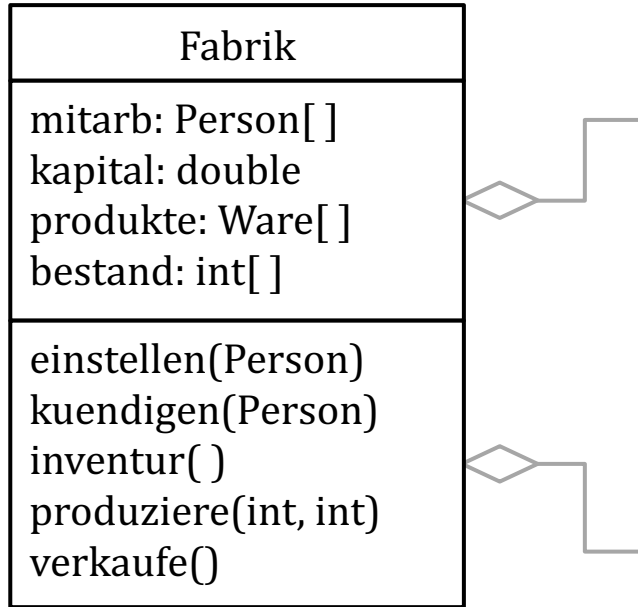 Fabrik
mitarb: Person[ ]
kapital: double
produkte: Ware[ ]
bestand: int[ ]
einstellen(Person)
kuendigen(Person)
inventur( )
produziere(int, int)
verkaufe()